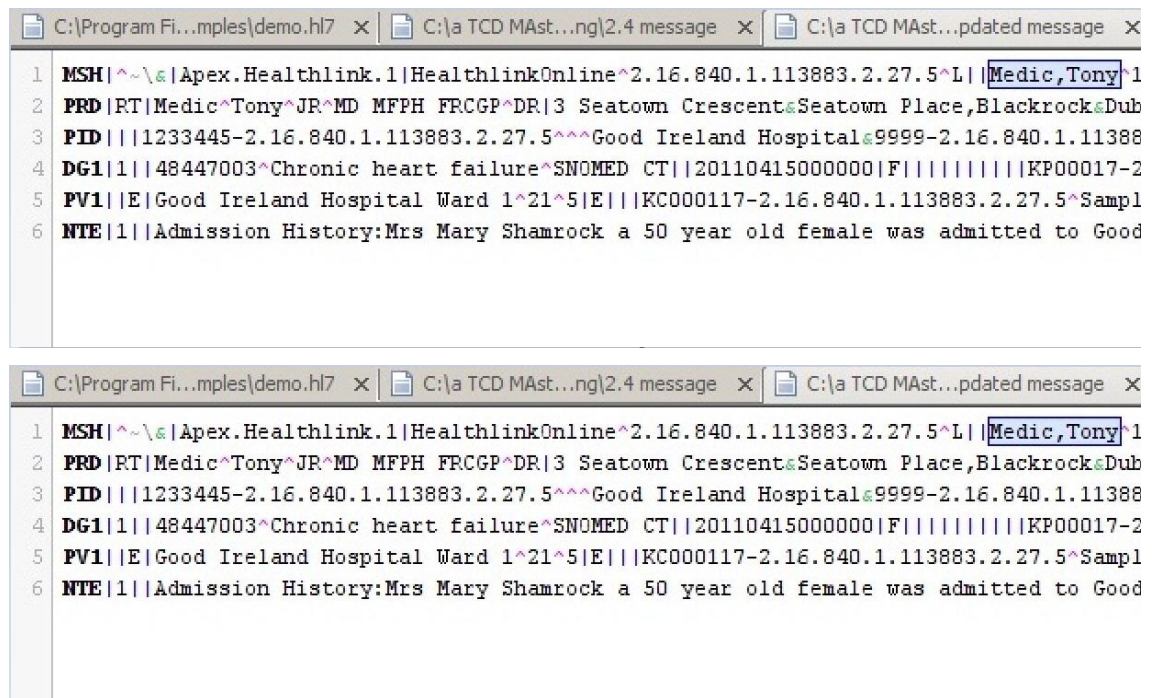 C:\Program Fi...mples\demo.hl7 C:\a TCD MAst...ng\2.4 message C:\a TCD MAst...pdated message
1 MSH|^~\&|Apex.Healthlink.1|HealthlinkOnline^2.16.840.1.113883.2.27.5^L||Medic,Tony^1
2 PRD|RT|Medic^Tony^JR^MD MFPH FRCGP^DR|3 Seatown Crescent&Seatown Place,Blackrock&Dub
3 PID|||1233445-2.16.840.1.113883.2.27.5^^^Good Ireland Hospital&9999-2.16.840.1.11388
4 DG1|1||48447003^Chronic heart failure^SNOMED CT||20110415000000|F||||||||||KP00017-2
5 PV1||E|Good Ireland Hospital Ward 1^21^5|E|||KC000117-2.16.840.1.113883.2.27.5^Sampl
6 NTE|1||Admission History:Mrs Mary Shamrock a 50 year old female was admitted to Good
C:\Program Fi...mples\demo.hl7 C:\a TCD MAst...ng\2.4 message C:\a TCD MAst...pdated message
1 MSH|^~\&|Apex.Healthlink.1|HealthlinkOnline^2.16.840.1.113883.2.27.5^L||Medic,Tony^1
2 PRD|RT|Medic^Tony^JR^MD MFPH FRCGP^DR|3 Seatown Crescent&Seatown Place,Blackrock&Dub
3 PID|||1233445-2.16.840.1.113883.2.27.5^^^Good Ireland Hospital&9999-2.16.840.1.11388
4 DG1|1||48447003^Chronic heart failure^SNOMED CT||20110415000000|F||||||||||KP00017-2
5 PV1||E|Good Ireland Hospital Ward 1^21^5|E|||KC000117-2.16.840.1.113883.2.27.5^Sampl
6 NTE|1||Admission History:Mrs Mary Shamrock a 50 year old female was admitted to Good